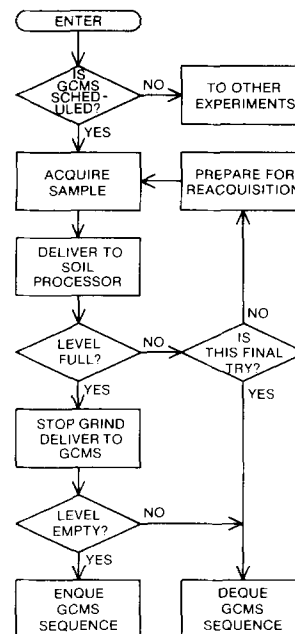 ENTER
IS
GCMS
SCHED-
ULED?
NO
TO OTHER
EXPERIMENTS
YES
ACQUIRE
SAMPLE
PREPARE FOR
REACQUISITION
DELIVER TO
SOIL
PROCESSOR
NO
LEVEL
FULL?
NO
IS
THIS FINAL
TRY?
YES
YES
STOP GRIND
DELIVER TO
GCMS
LEVEL
EMPTY?
NO
YES
ENQUE
GCMS
SEQUENCE
DEQUE
GCMS
SEQUENCE